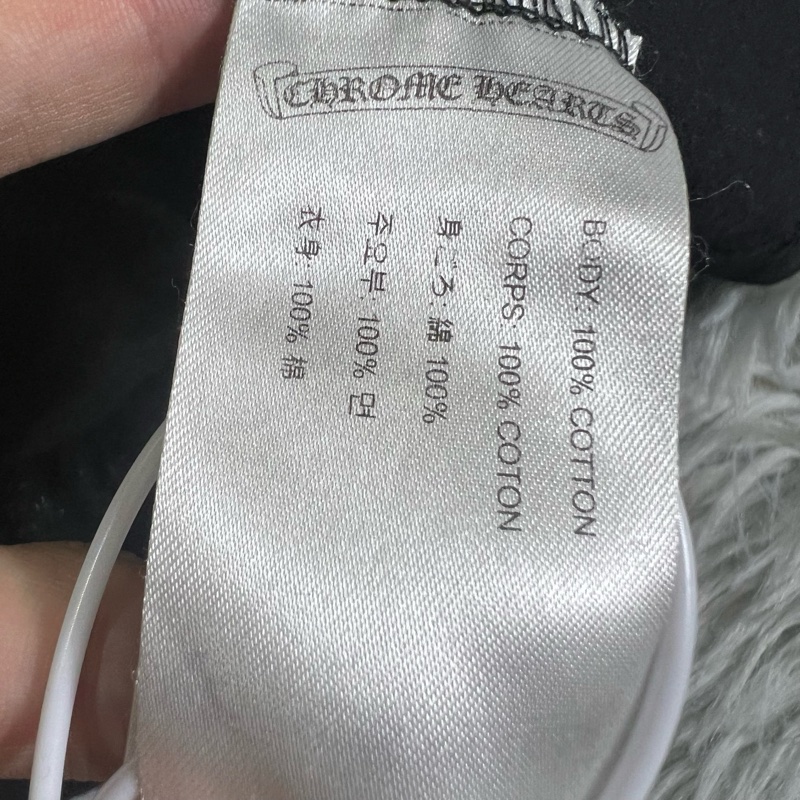 CHROME HEARTS
BODY: 100% COTTON
CORPS: 100% COTON
身ごろ: 綿 100%
주요부: 100% 면
衣身: 100% 棉